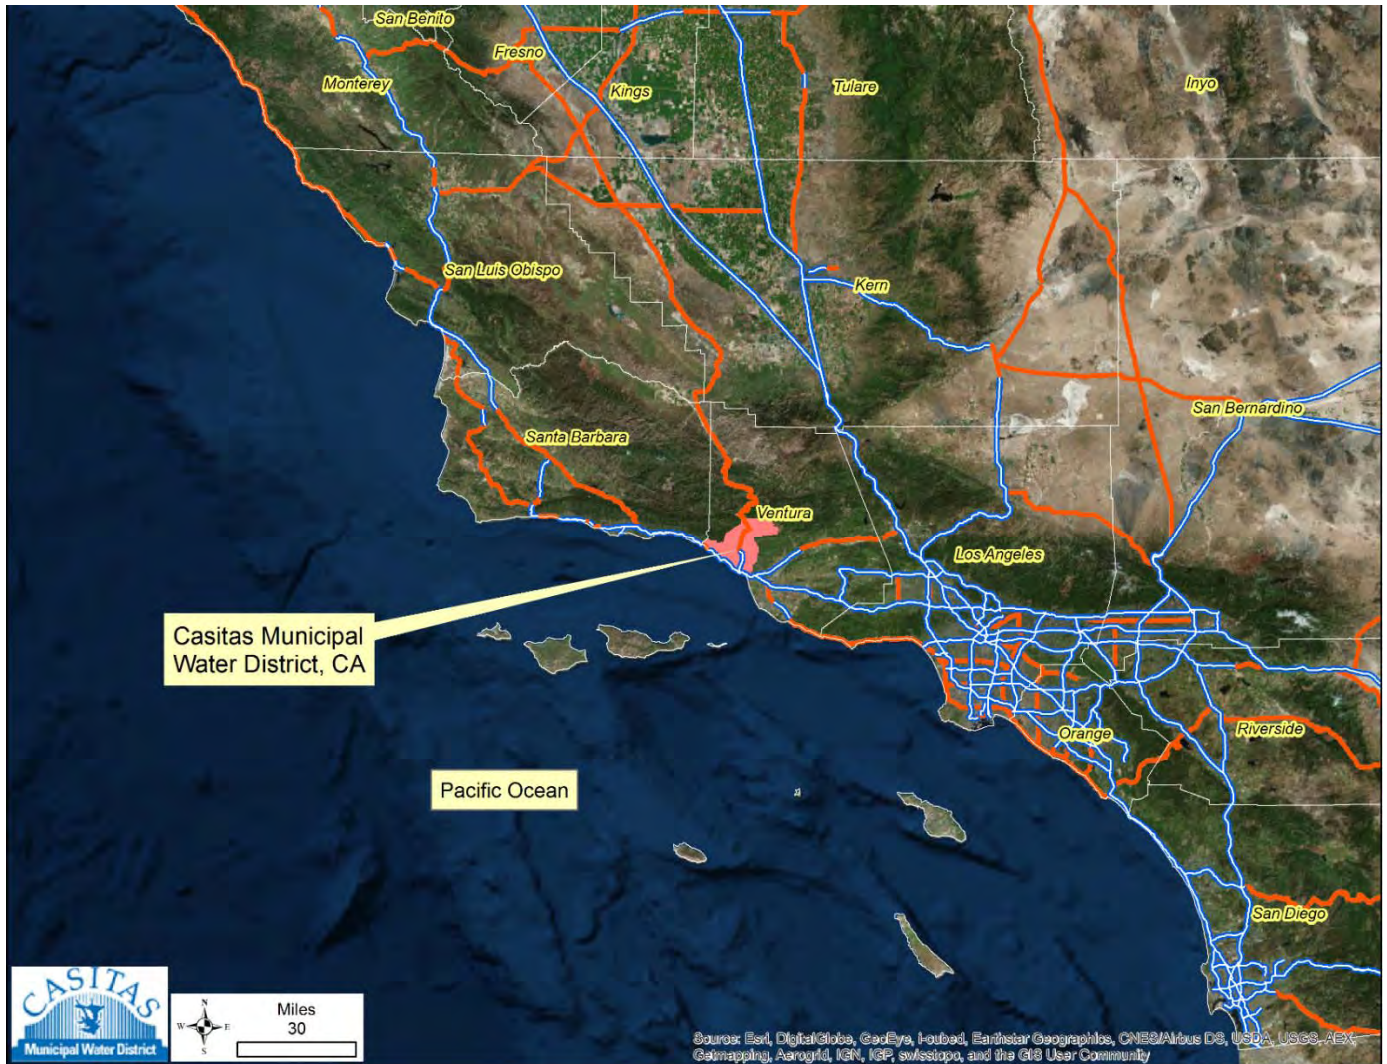 San Benito
Fresno
Monterey
Kings
Tulare
Inyo
San Luis Obispo
Kern
San Bernardino
Santa Barbara
Ventura
Los Angeles
Casitas Municipal
Water District, CA
Orange
Riverside
Pacific Ocean
San Diego
CASITAS
Municipal Water District
N
W
E
S
Miles
30
Source: Esri, DigitalGlobe, GeoEye, i-cubed, Earthstar Geographics, CNES/Airbus DS, USDA, USGS, AEX,
Getmapping, Aerogrid, IGN, IGP, swisstopo, and the GIS User Community